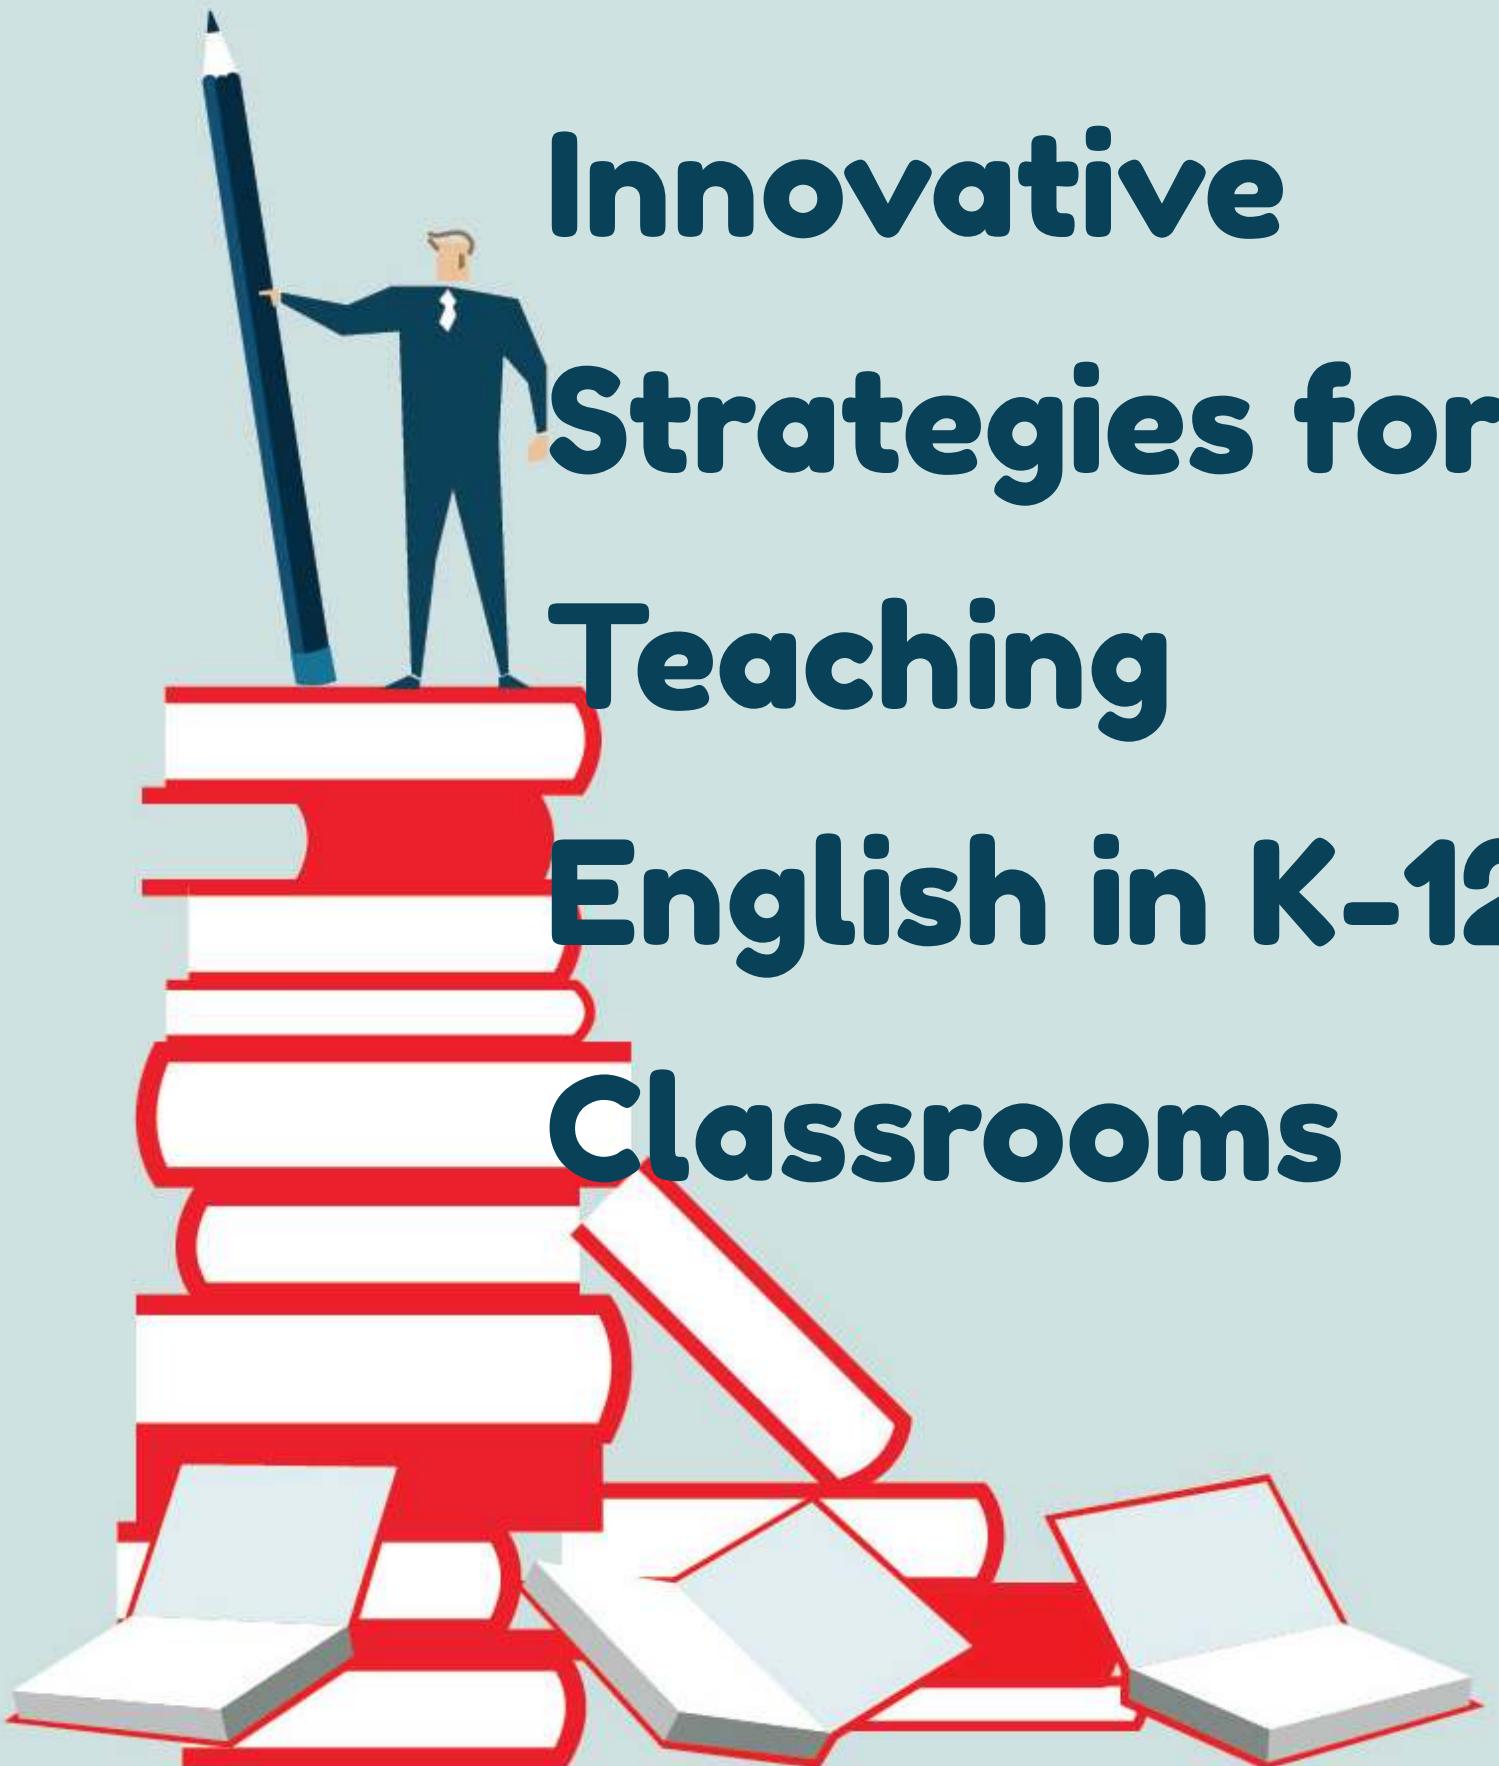 Innovative
Strategies for
Teaching
English in K-12
Classrooms